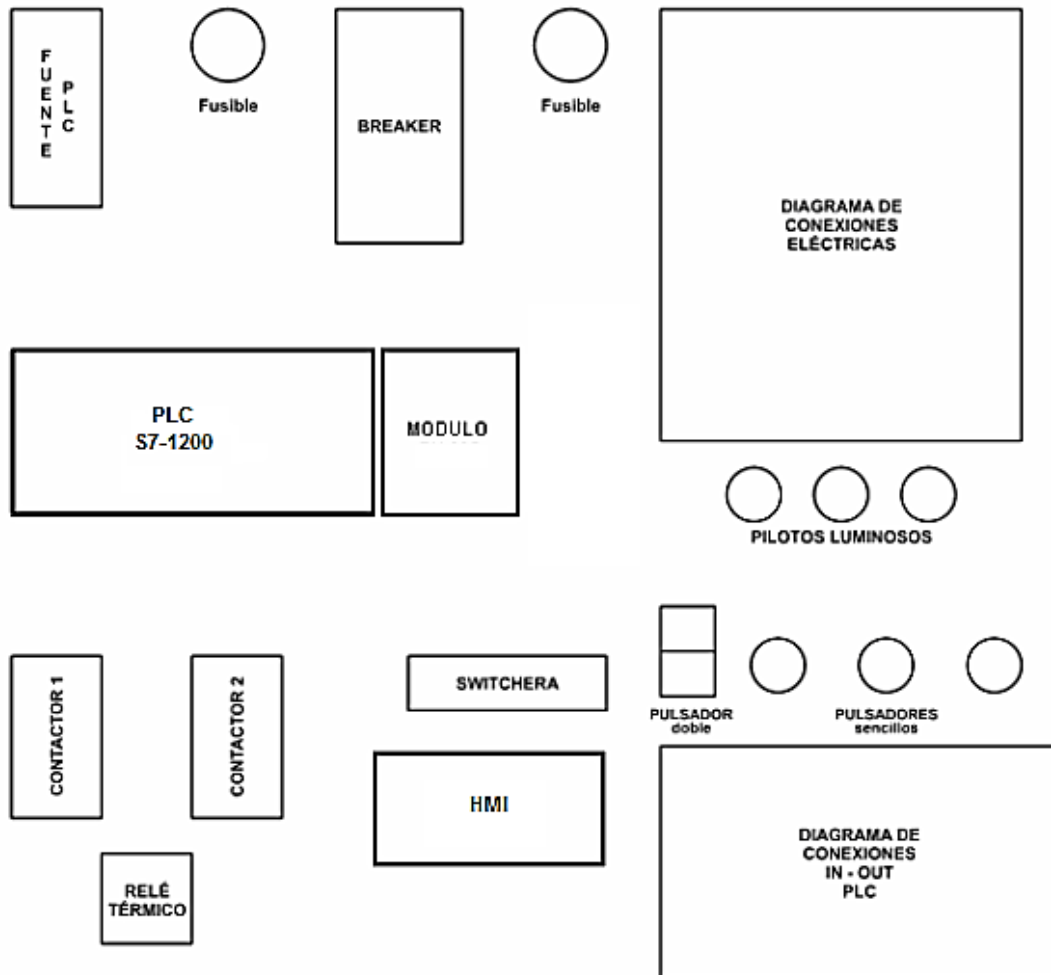 FUENTE
PLC
Fusible
BREAKER
Fusible
DIAGRAMA DE
CONEXIONES
ELÉCTRICAS
PLC
S7-1200
MODULO
PILOTOS LUMINOSOS
CONTACTOR 1
CONTACTOR 2
SWITCHERA
PULSADOR
doble
PULSADORES
sencillos
HMI
RELÉ
TÉRMICO
DIAGRAMA DE
CONEXIONES
IN - OUT
PLC